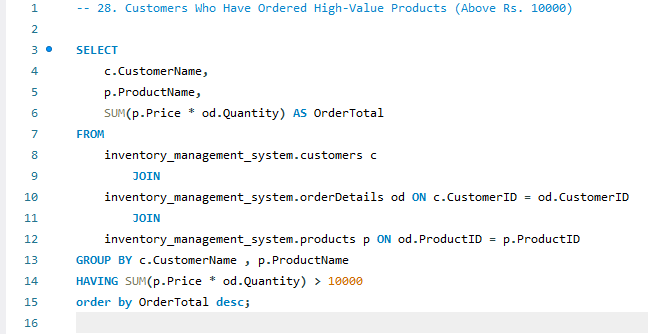 1 -- 28. Customers Who Have Ordered High-Value Products (Above Rs. 10000)
2
3 SELECT
4 c.CustomerName,
5 p.ProductName,
6 SUM(p.Price * od.Quantity) AS OrderTotal
7 FROM
8 inventory_management_system.customers c
9 JOIN
10 inventory_management_system.orderDetails od ON c.CustomerID = od.CustomerID
11 JOIN
12 inventory_management_system.products p ON od.ProductID = p.ProductID
13 GROUP BY c.CustomerName , p.ProductName
14 HAVING SUM(p.Price * od.Quantity) > 10000
15 order by OrderTotal desc;
16